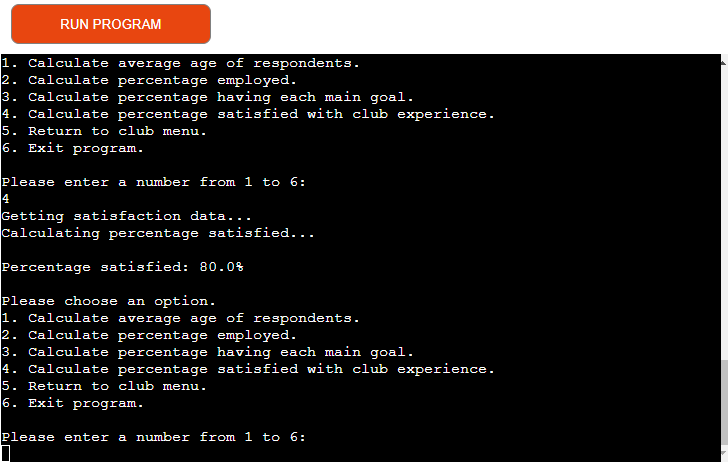 RUN PROGRAM
1. Calculate average age of respondents.
2. Calculate percentage employed.
3. Calculate percentage having each main goal.
4. Calculate percentage satisfied with club experience.
5. Return to club menu.
6. Exit program.
Please enter a number from 1 to 6:
4
Getting satisfaction data...
Calculating percentage satisfied...
Percentage satisfied: 80.0%
Please choose an option.
1. Calculate average age of respondents.
2. Calculate percentage employed.
3. Calculate percentage having each main goal.
4. Calculate percentage satisfied with club experience.
5. Return to club menu.
6. Exit program.
Please enter a number from 1 to 6: